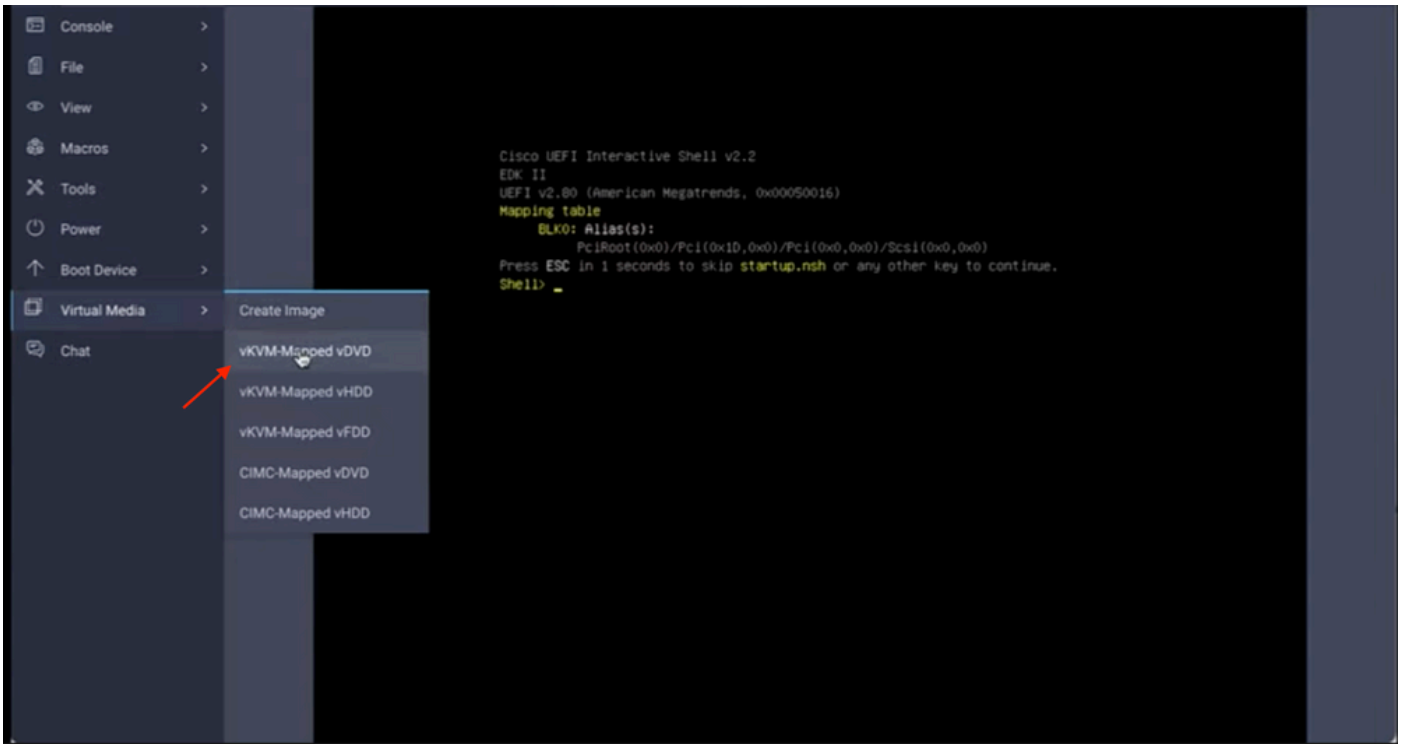 Console
File
View
Macros
Tools
Power
Boot Device
Virtual Media
Chat
Create Image
vKVM-Mapped vDVD
vKVM-Mapped vHDD
vKVM-Mapped vFDD
CIMC-Mapped vDVD
CIMC-Mapped vHDD
Cisco UEFI Interactive Shell v2.2
EDK II
UEFI v2.80 (American Megatrends, 0x00050016)
Mapping table
BLK0: Alias(s):
PciRoot(0x0)/Pci(0x1D,0x0)/Pci(0x0,0x0)/Scsi(0x0,0x0)
Press ESC in 1 seconds to skip startup.nsh or any other key to continue.
Shell> _